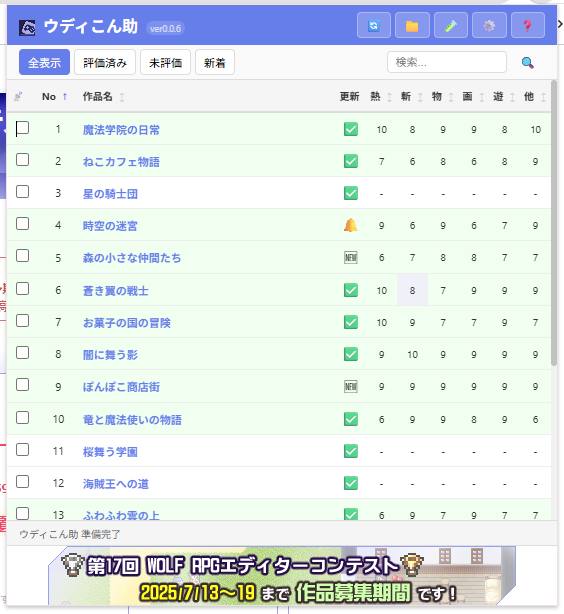 ウディこん助 ver0.0.6
全表示 評価済み 未評価 新着 検索...
No ↑ 作品名 更新 熱 斬 物 画 遊 他
1 魔法学院の日常 10 8 9 9 8 10
2 ねこカフェ物語 7 6 8 6 8 9
3 星の騎士団 - - - - - -
4 時空の迷宮 9 6 9 6 7 9
5 森の小さな仲間たち NEW 6 7 8 8 7 7
6 蒼き翼の戦士 10 8 7 9 9 9
7 お菓子の国の冒険 10 9 7 7 9 7
8 闇に舞う影 9 10 9 9 9 9
9 ぽんぽこ商店街 NEW 9 9 9 9 9 9
10 竜と魔法使いの物語 6 9 9 8 9 6
11 桜舞う学園 - - - - - -
12 海賊王への道 - - - - - -
13 ふわふわ雲の上 6 9 7 9 9 7
ウディこん助 準備完了
第17回 WOLF RPGエディターコンテスト
2025/7/13～19 まで 作品募集期間 です！